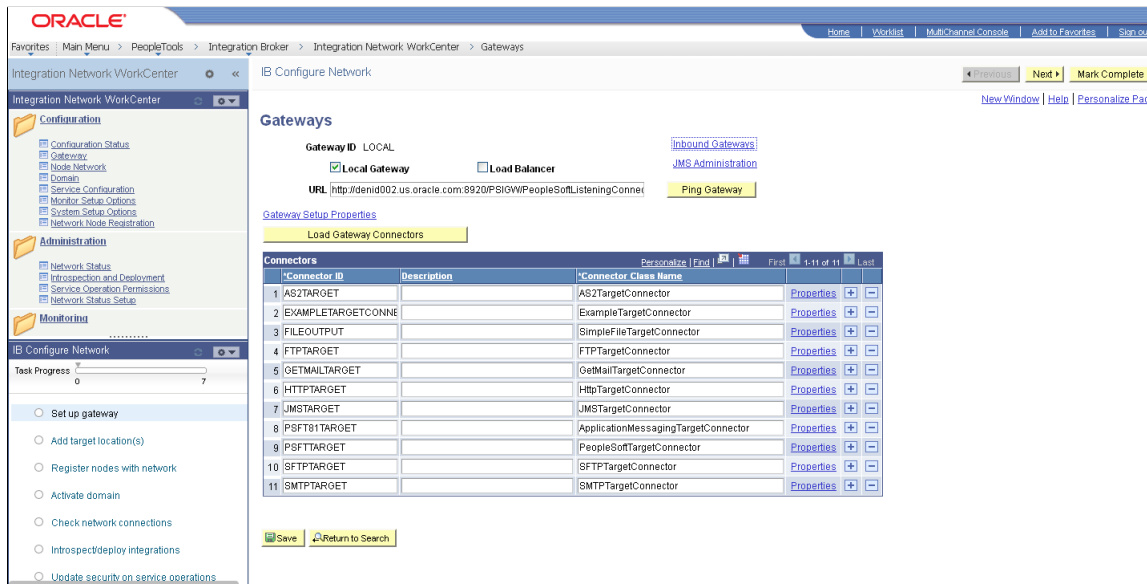 ORACLE'
Home | Worklist | MultiChannel Console | Add to Favorites | Sign ou
Favorites | Main Menu > PeopleTools > Integration Broker > Integration Network WorkCenter > Gateways
Integration Network WorkCenter
IB Configure Network
Previous Next Mark Complete
Integration Network WorkCenter
New Window | Help | Personalize Pag
Configuration
Configuration Status
Gateway
Node Network
Domain
Service Configuration
Monitor Setup Options
System Setup Options
Network Node Registration
Administration
Network Status
Introspection and Deployment
Service Operation Permissions
Network Status Setup
Monitoring
IB Configure Network
Task Progress
0 7
Set up gateway
Add target location(s)
Register nodes with network
Activate domain
Check network connections
Introspect/deploy integrations
Update security on service operations
Gateways
Gateway ID LOCAL
Inbound Gateways
Local Gateway Load Balancer
JMS Administration
URL http://denid002.us.oracle.com:8920/PSIGW/PeopleSoftListeningConnec
Ping Gateway
Gateway Setup Properties
Load Gateway Connectors
Connectors Personalize | Find | First 1-11 of 11 Last
*Connector ID Description *Connector Class Name
1 AS2TARGET AS2TargetConnector Properties + −
2 EXAMPLETARGETCONNE ExampleTargetConnector Properties + −
3 FILEOUTPUT SimpleFileTargetConnector Properties + −
4 FTPTARGET FTPTargetConnector Properties + −
5 GETMAILTARGET GetMailTargetConnector Properties + −
6 HTTPTARGET HttpTargetConnector Properties + −
7 JMSTARGET JMSTargetConnector Properties + −
8 PSFT81TARGET ApplicationMessagingTargetConnector Properties + −
9 PSFTTARGET PeopleSoftTargetConnector Properties + −
10 SFTPTARGET SFTPTargetConnector Properties + −
11 SMTPTARGET SMTPTargetConnector Properties + −
Save Return to Search